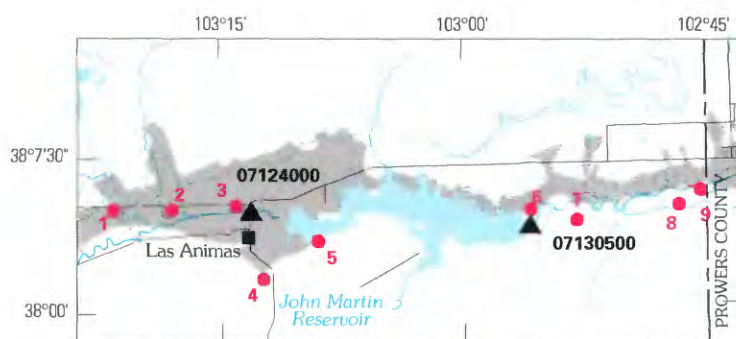 103°15' 103°00' 102°45'
38°7'30"
07124000
1 2 3 6 7 8 9
Las Animas
5
07130500
4
38°00'
John Martin
Reservoir
PROWERS COUNTY